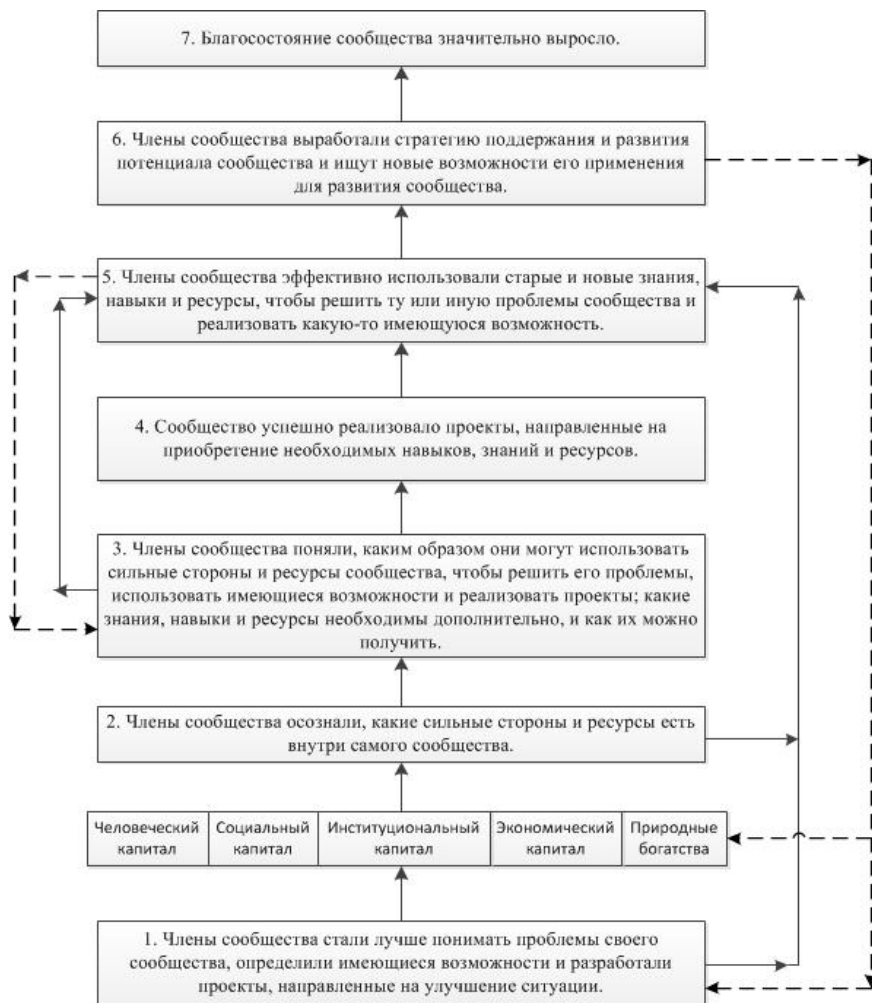 7. Благосостояние сообщества значительно выросло.
6. Члены сообщества выработали стратегию поддержания и развития
потенциала сообщества и ищут новые возможности его применения
для развития сообщества.
5. Члены сообщества эффективно использовали старые и новые знания,
навыки и ресурсы, чтобы решить ту или иную проблемы сообщества и
реализовать какую-то имеющуюся возможность.
4. Сообщество успешно реализовало проекты, направленные на
приобретение необходимых навыков, знаний и ресурсов.
3. Члены сообщества поняли, каким образом они могут использовать
сильные стороны и ресурсы сообщества, чтобы решить его проблемы,
использовать имеющиеся возможности и реализовать проекты; какие
знания, навыки и ресурсы необходимы дополнительно, и как их можно
получить.
2. Члены сообщества осознали, какие сильные стороны и ресурсы есть
внутри самого сообщества.
Человеческий
капитал
Социальный
капитал
Институциональный
капитал
Экономический
капитал
Природные
богатства
1. Члены сообщества стали лучше понимать проблемы своего
сообщества, определили имеющиеся возможности и разработали
проекты, направленные на улучшение ситуации.